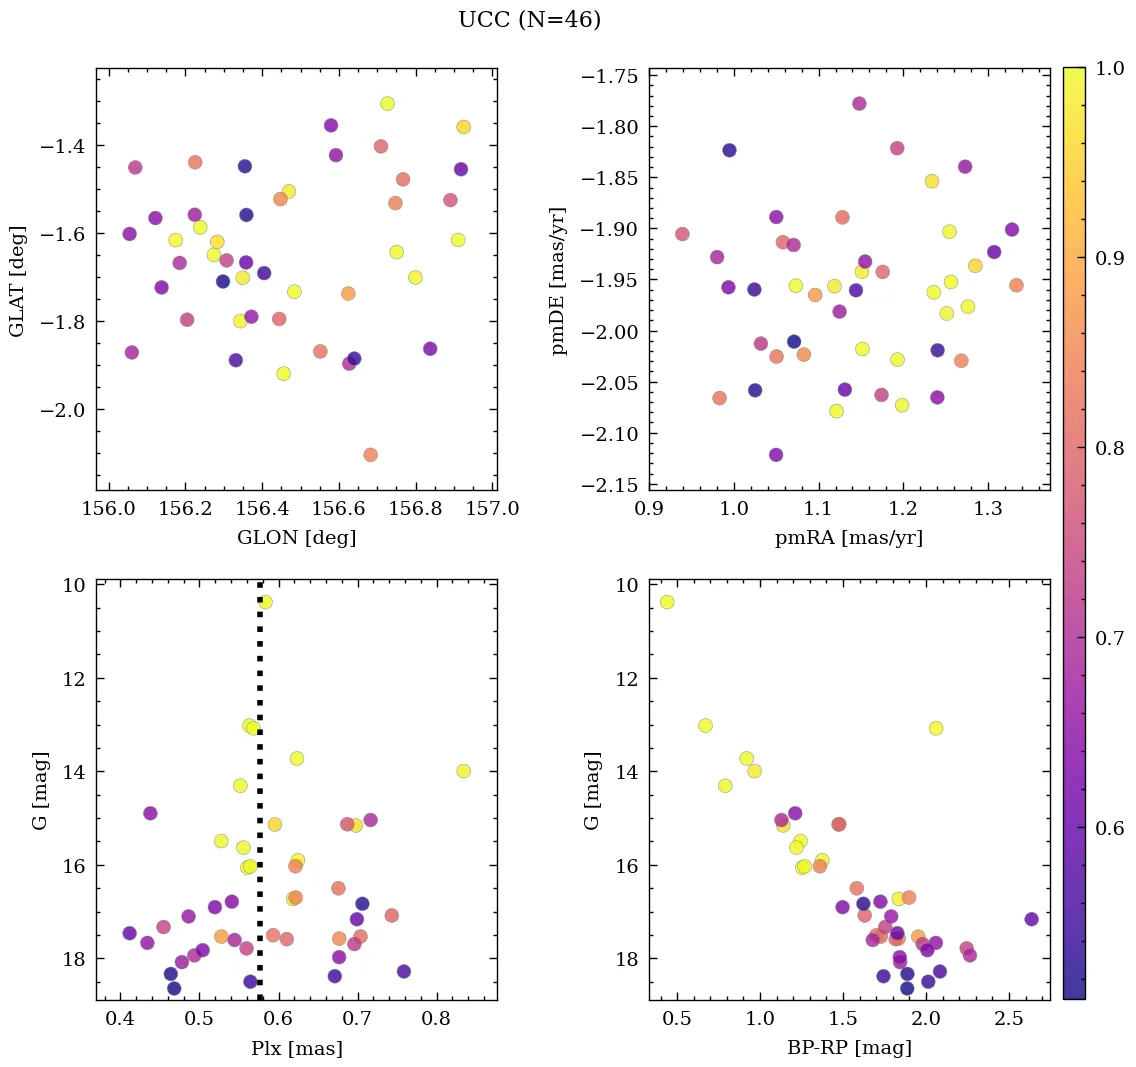 UCC (N=46)
−1.4
−1.6
−1.8
−2.0
GLAT [deg]
156.0 156.2 156.4 156.6 156.8 157.0
GLON [deg]
−1.75
−1.80
−1.85
−1.90
−1.95
−2.00
−2.05
−2.10
−2.15
pmDE [mas/yr]
0.9 1.0 1.1 1.2 1.3
pmRA [mas/yr]
10
12
14
16
18
G [mag]
0.4 0.5 0.6 0.7 0.8
Plx [mas]
10
12
14
16
18
G [mag]
0.5 1.0 1.5 2.0 2.5
BP-RP [mag]
1.0
0.9
0.8
0.7
0.6